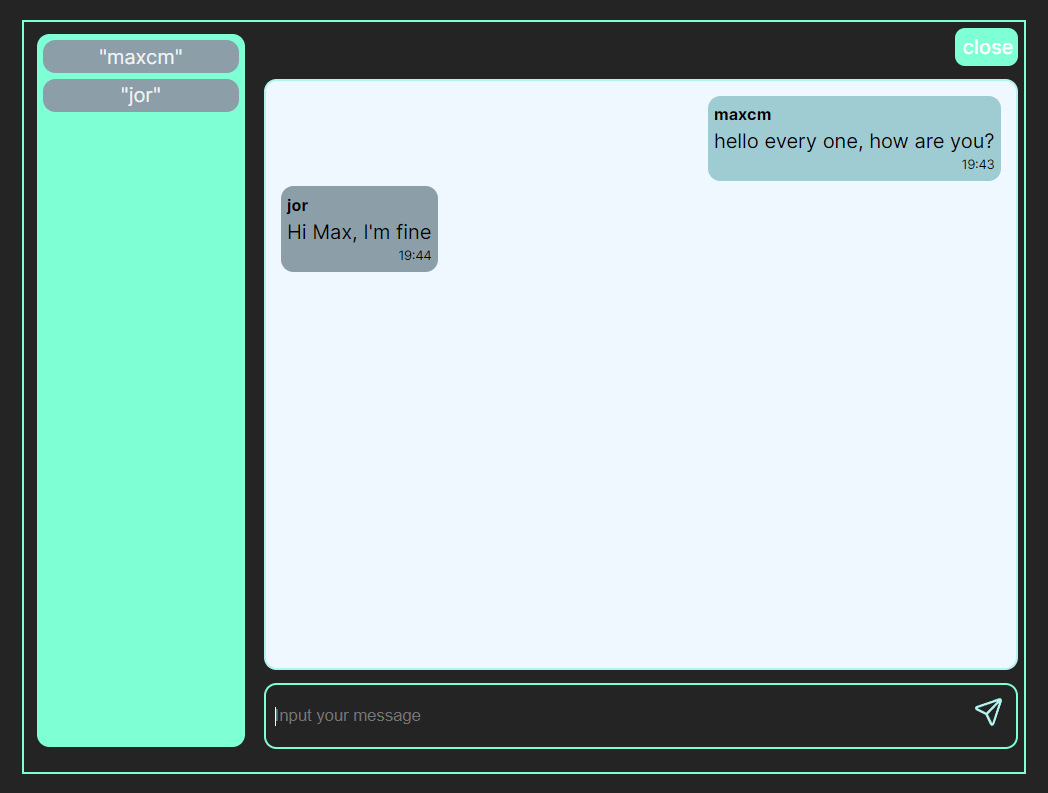 "maxcm"
"jor"
close
maxcm
hello every one, how are you?
19:43
jor
Hi Max, I'm fine
19:44
Input your message